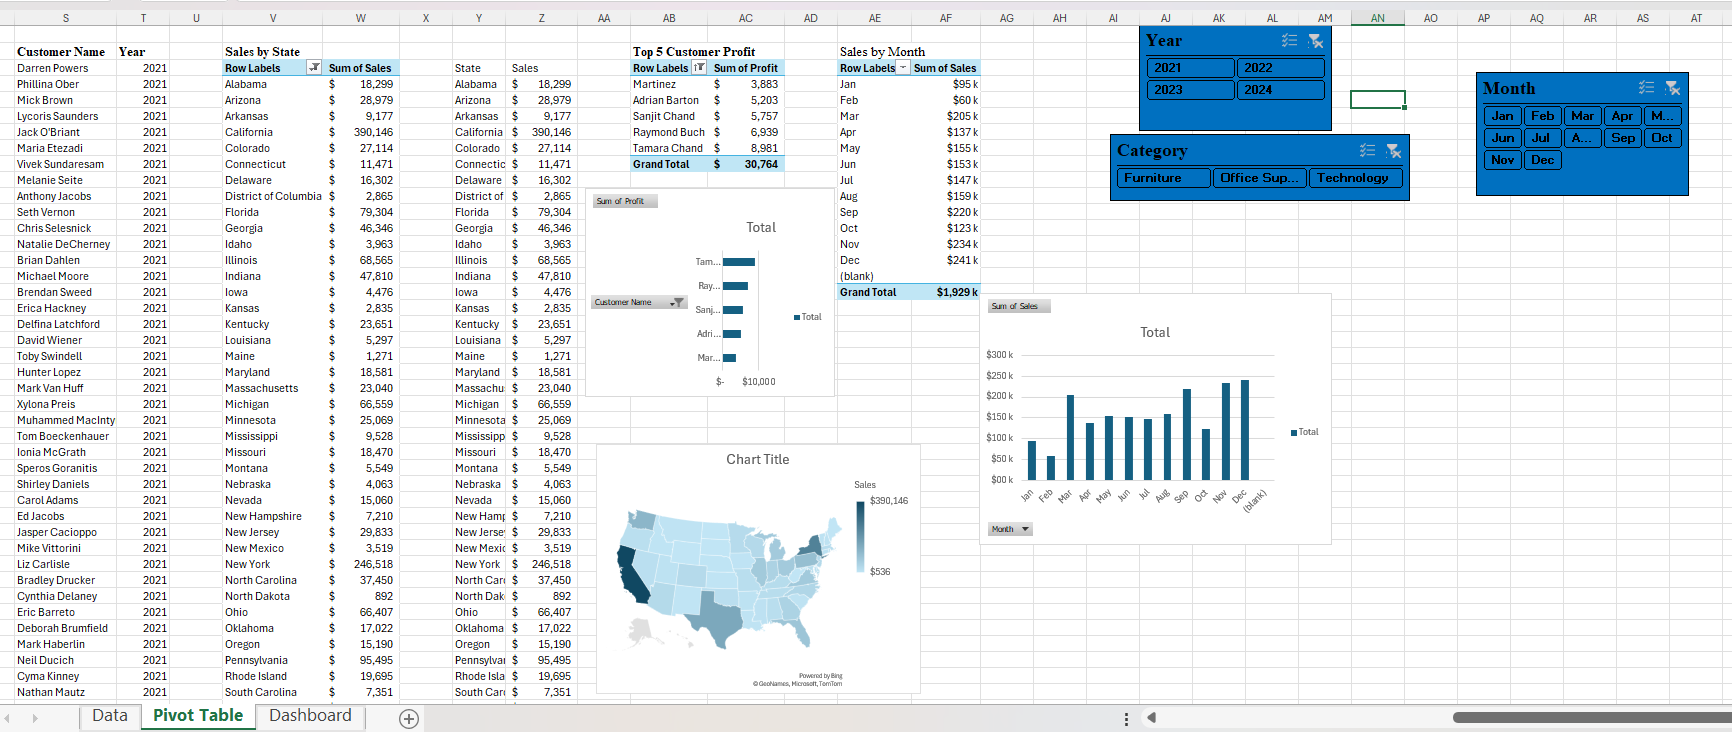 S T U V W X Y Z AA AB AC AD AE AF AG AH AI AJ AK AL AM AN AO AP AQ AR AS AT
Customer Name Year Sales by State Top 5 Customer Profit Sales by Month
Darren Powers 2021 Row Labels Sum of Sales State Sales Row Labels Sum of Profit Row Labels Sum of Sales
Phillina Ober 2021 Alabama $ 18,299 Alabama $ 18,299 Martinez $ 3,883 Jan $95 k
Mick Brown 2021 Arizona $ 28,979 Arizona $ 28,979 Adrian Barton $ 5,203 Feb $60 k
Lycoris Saunders 2021 Arkansas $ 9,177 Arkansas $ 9,177 Sanjit Chand $ 5,757 Mar $205 k
Jack O'Briant 2021 California $ 390,146 California $ 390,146 Raymond Buch $ 6,939 Apr $137 k
Maria Etezadi 2021 Colorado $ 27,114 Colorado $ 27,114 Tamara Chand $ 8,981 May $155 k
Vivek Sundaresam 2021 Connecticut $ 11,471 Connectic $ 11,471 Grand Total $ 30,764 Jun $153 k
Melanie Seite 2021 Delaware $ 16,302 Delaware $ 16,302 Jul $147 k
Anthony Jacobs 2021 District of Columbia $ 2,865 District of $ 2,865 Aug $159 k
Seth Vernon 2021 Florida $ 79,304 Florida $ 79,304 Sep $220 k
Chris Selesnick 2021 Georgia $ 46,346 Georgia $ 46,346 Oct $123 k
Natalie DeCherney 2021 Idaho $ 3,963 Idaho $ 3,963 Nov $234 k
Brian Dahlen 2021 Illinois $ 68,565 Illinois $ 68,565 Dec $241 k
Michael Moore 2021 Indiana $ 47,810 Indiana $ 47,810 (blank)
Brendan Sweed 2021 Iowa $ 4,476 Iowa $ 4,476 Grand Total $1,929 k
Erica Hackney 2021 Kansas $ 2,835 Kansas $ 2,835
Delfina Latchford 2021 Kentucky $ 23,651 Kentucky $ 23,651
David Wiener 2021 Louisiana $ 5,297 Louisiana $ 5,297
Toby Swindell 2021 Maine $ 1,271 Maine $ 1,271
Hunter Lopez 2021 Maryland $ 18,581 Maryland $ 18,581
Mark Van Huff 2021 Massachusetts $ 23,040 Massachu $ 23,040
Xylona Preis 2021 Michigan $ 66,559 Michigan $ 66,559
Muhammed MacInty 2021 Minnesota $ 25,069 Minnesota $ 25,069
Tom Boeckenhauer 2021 Mississippi $ 9,528 Mississipp $ 9,528
Ionia McGrath 2021 Missouri $ 18,470 Missouri $ 18,470
Speros Goranitis 2021 Montana $ 5,549 Montana $ 5,549
Shirley Daniels 2021 Nebraska $ 4,063 Nebraska $ 4,063
Carol Adams 2021 Nevada $ 15,060 Nevada $ 15,060
Ed Jacobs 2021 New Hampshire $ 7,210 New Hamp $ 7,210
Jasper Cacioppo 2021 New Jersey $ 29,833 New Jerse $ 29,833
Mike Vittorini 2021 New Mexico $ 3,519 New Mexic $ 3,519
Liz Carlisle 2021 New York $ 246,518 New York $ 246,518
Bradley Drucker 2021 North Carolina $ 37,450 North Car $ 37,450
Cynthia Delaney 2021 North Dakota $ 892 North Dak $ 892
Eric Barreto 2021 Ohio $ 66,407 Ohio $ 66,407
Deborah Brumfield 2021 Oklahoma $ 17,022 Oklahoma $ 17,022
Mark Haberlin 2021 Oregon $ 15,190 Oregon $ 15,190
Neil Ducich 2021 Pennsylvania $ 95,495 Pennsylvar $ 95,495
Cyma Kinney 2021 Rhode Island $ 19,695 Rhode Isla $ 19,695
Nathan Mautz 2021 South Carolina $ 7,351 South Car $ 7,351
Year
2021 2022
2023 2024
Category
Furniture Office Sup... Technology
Month
Jan Feb Mar Apr M...
Jun Jul A... Sep Oct
Nov Dec
Sum of Profit
Total
Tam...
Ray...
Customer Name
Sanj...
Total
Adri...
Mar...
$- $10,000
Sum of Sales
Total
$300 k
$250 k
$200 k
$150 k
$100 k
$50 k
$00 k
Total
Jan Feb Mar Apr May Jun Jul Aug Sep Oct Nov Dec (blank)
Month
Chart Title
Sales
$390,146
$536
Powered by Bing
© GeoNames, Microsoft, TomTom
Data Pivot Table Dashboard